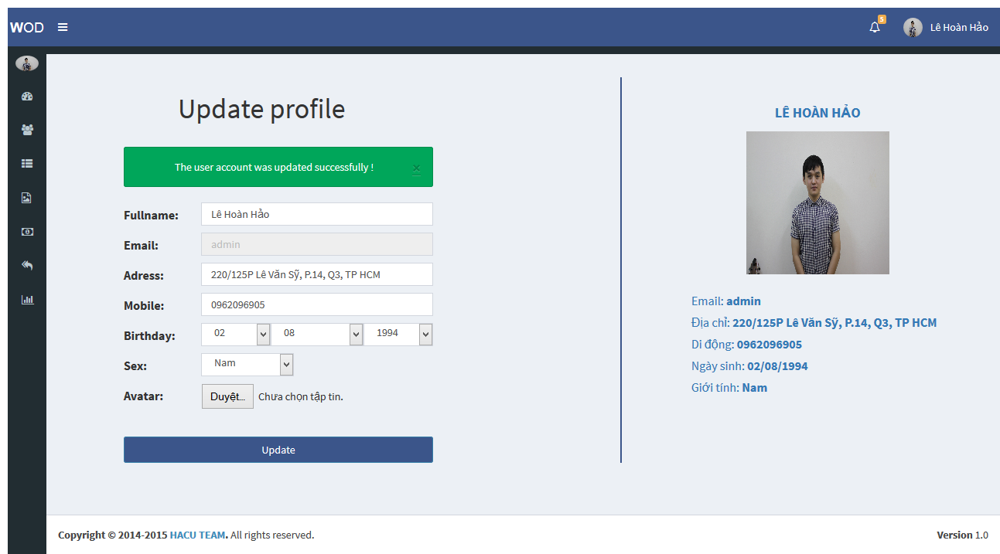 WOD
5
Lê Hoàn Hảo
Update profile
The user account was updated successfully !
×
Fullname: Lê Hoàn Hảo
Email: admin
Adress: 220/125P Lê Văn Sỹ, P.14, Q3, TP HCM
Mobile: 0962096905
Birthday: 02 08 1994
Sex: Nam
Avatar: Duyệt... Chưa chọn tập tin.
Update
LÊ HOÀN HẢO
Email: admin
Địa chỉ: 220/125P Lê Văn Sỹ, P.14, Q3, TP HCM
Di động: 0962096905
Ngày sinh: 02/08/1994
Giới tính: Nam
Copyright © 2014-2015 HACU TEAM. All rights reserved.
Version 1.0